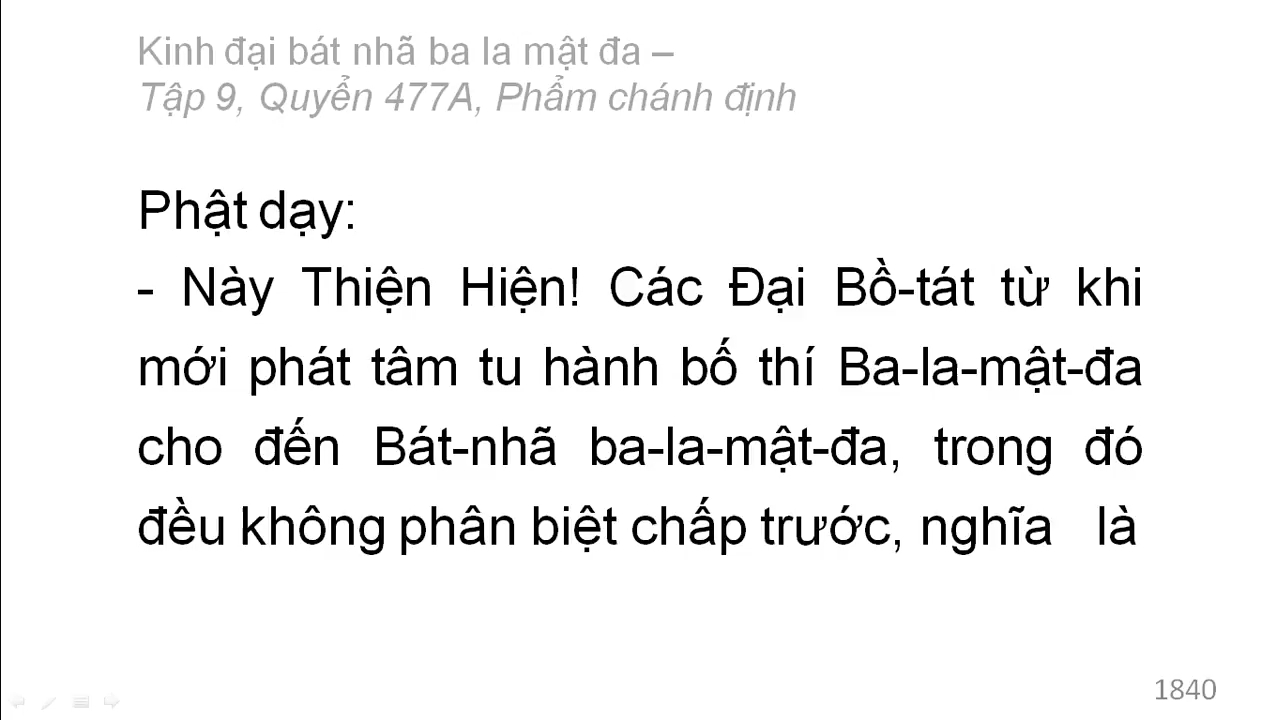 Kinh đại bát nhã ba la mật đa –
Tập 9, Quyển 477A, Phẩm chánh định
Phật dạy:
- Này Thiện Hiện! Các Đại Bồ-tát từ khi
mới phát tâm tu hành bố thí Ba-la-mật-đa
cho đến Bát-nhã ba-la-mật-đa, trong đó
đều không phân biệt chấp trước, nghĩa là
1840